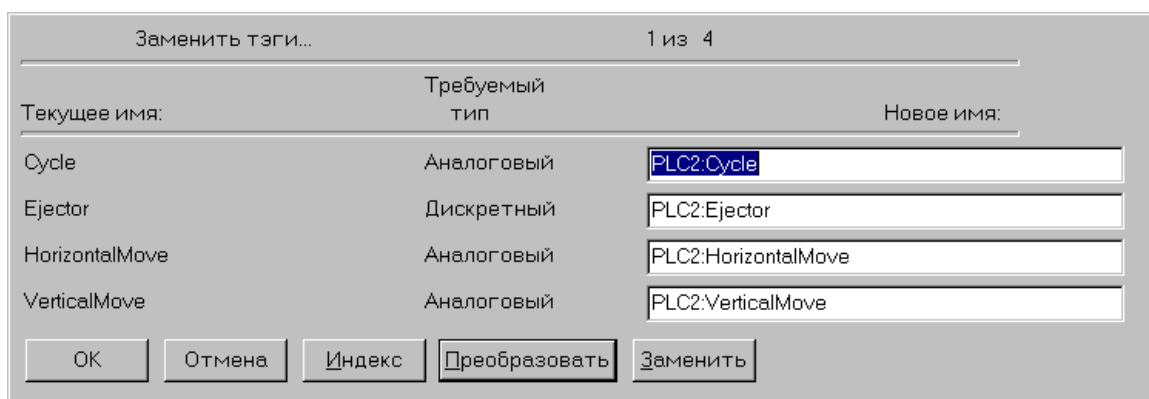 Заменить тэги... 1 из 4
Требуемый
Текущее имя: тип Новое имя:
Cycle Аналоговый PLC2:Cycle
Ejector Дискретный PLC2:Ejector
HorizontalMove Аналоговый PLC2:HorizontalMove
VerticalMove Аналоговый PLC2:VerticalMove
OK Отмена Индекс Преобразовать Заменить